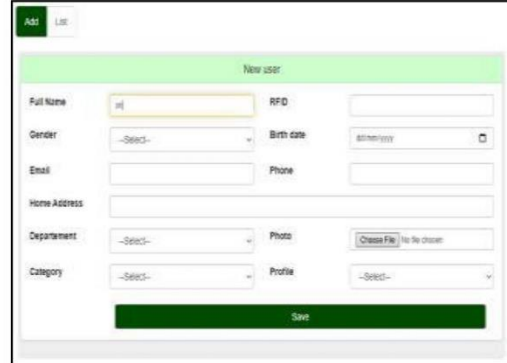 Add List
New user
Full Name RFID
Gender --Select-- Birth date dd/mm/yyyy
Email Phone
Home Address
Departement --Select-- Photo Choose File No file chosen
Category --Select-- Profile --Select--
Save